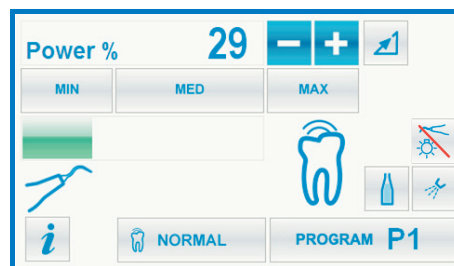 Power % 29 - +
MIN MED MAX
i NORMAL PROGRAM P1